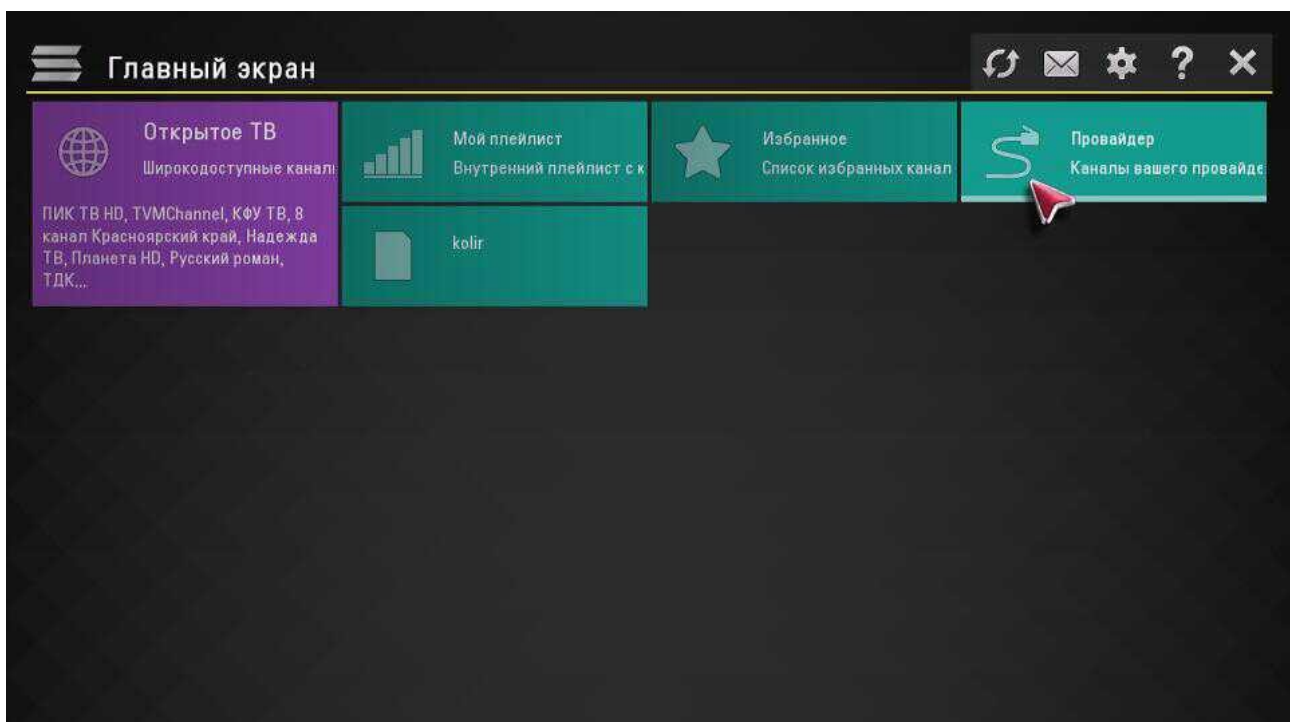 Главный экран
?
Открытое ТВ
Широкодоступные канал
ПИК ТВ HD, TVMChannel, КФУ ТВ, 8
канал Красноярский край, Надежда
ТВ, Планета HD, Русский роман,
ТДК...
Мой плейлист
Внутренний плейлист с к
Избранное
Список избранных канал
Провайдер
Каналы вашего провайде
kolir